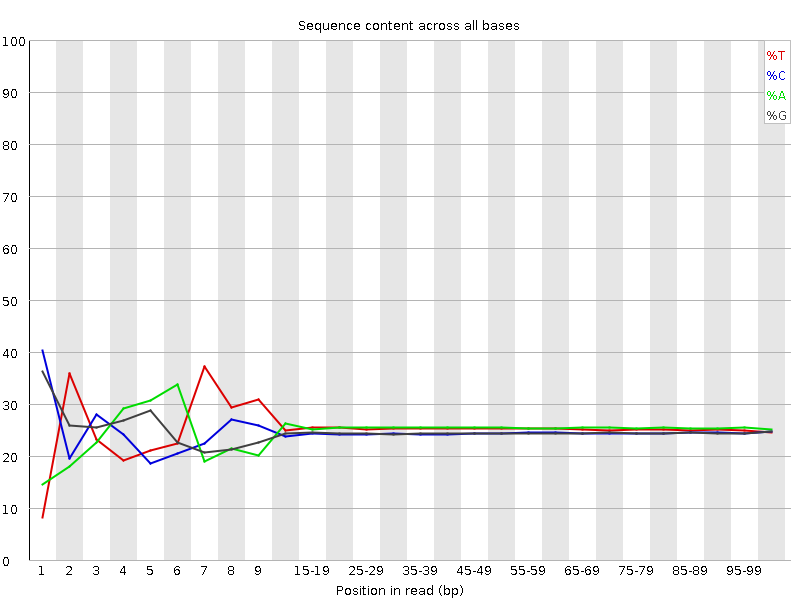 Sequence content across all bases
100
90
80
70
60
50
40
30
20
10
0
%T
%C
%A
%G
1 2 3 4 5 6 7 8 9 15-19 25-29 35-39 45-49 55-59 65-69 75-79 85-89 95-99
Position in read (bp)